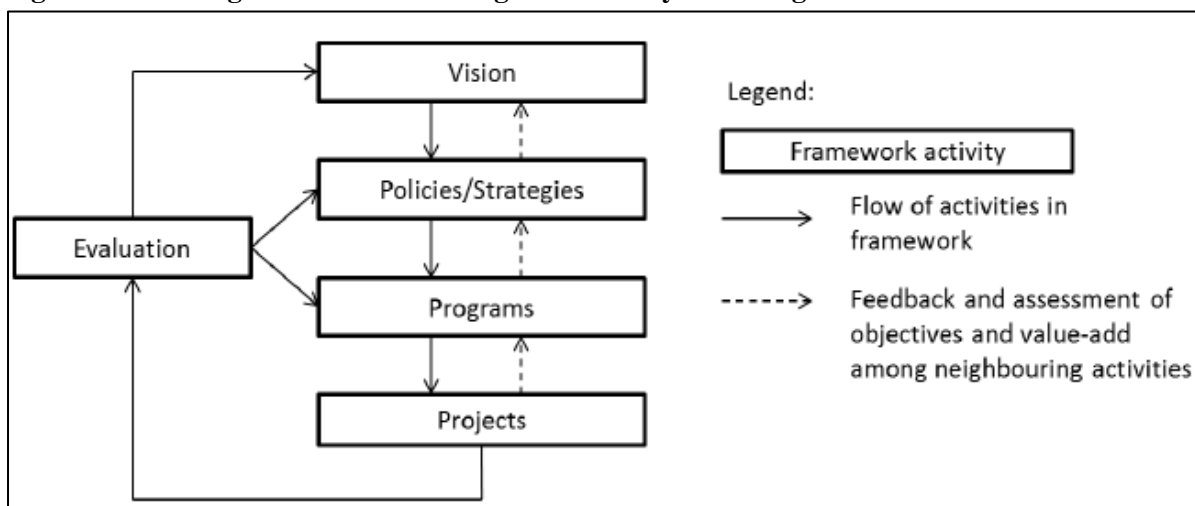 Vision
Legend:
Framework activity
Policies/Strategies
Flow of activities in
framework
Evaluation
Programs
Feedback and assessment of
objectives and value-add
among neighbouring activities
Projects